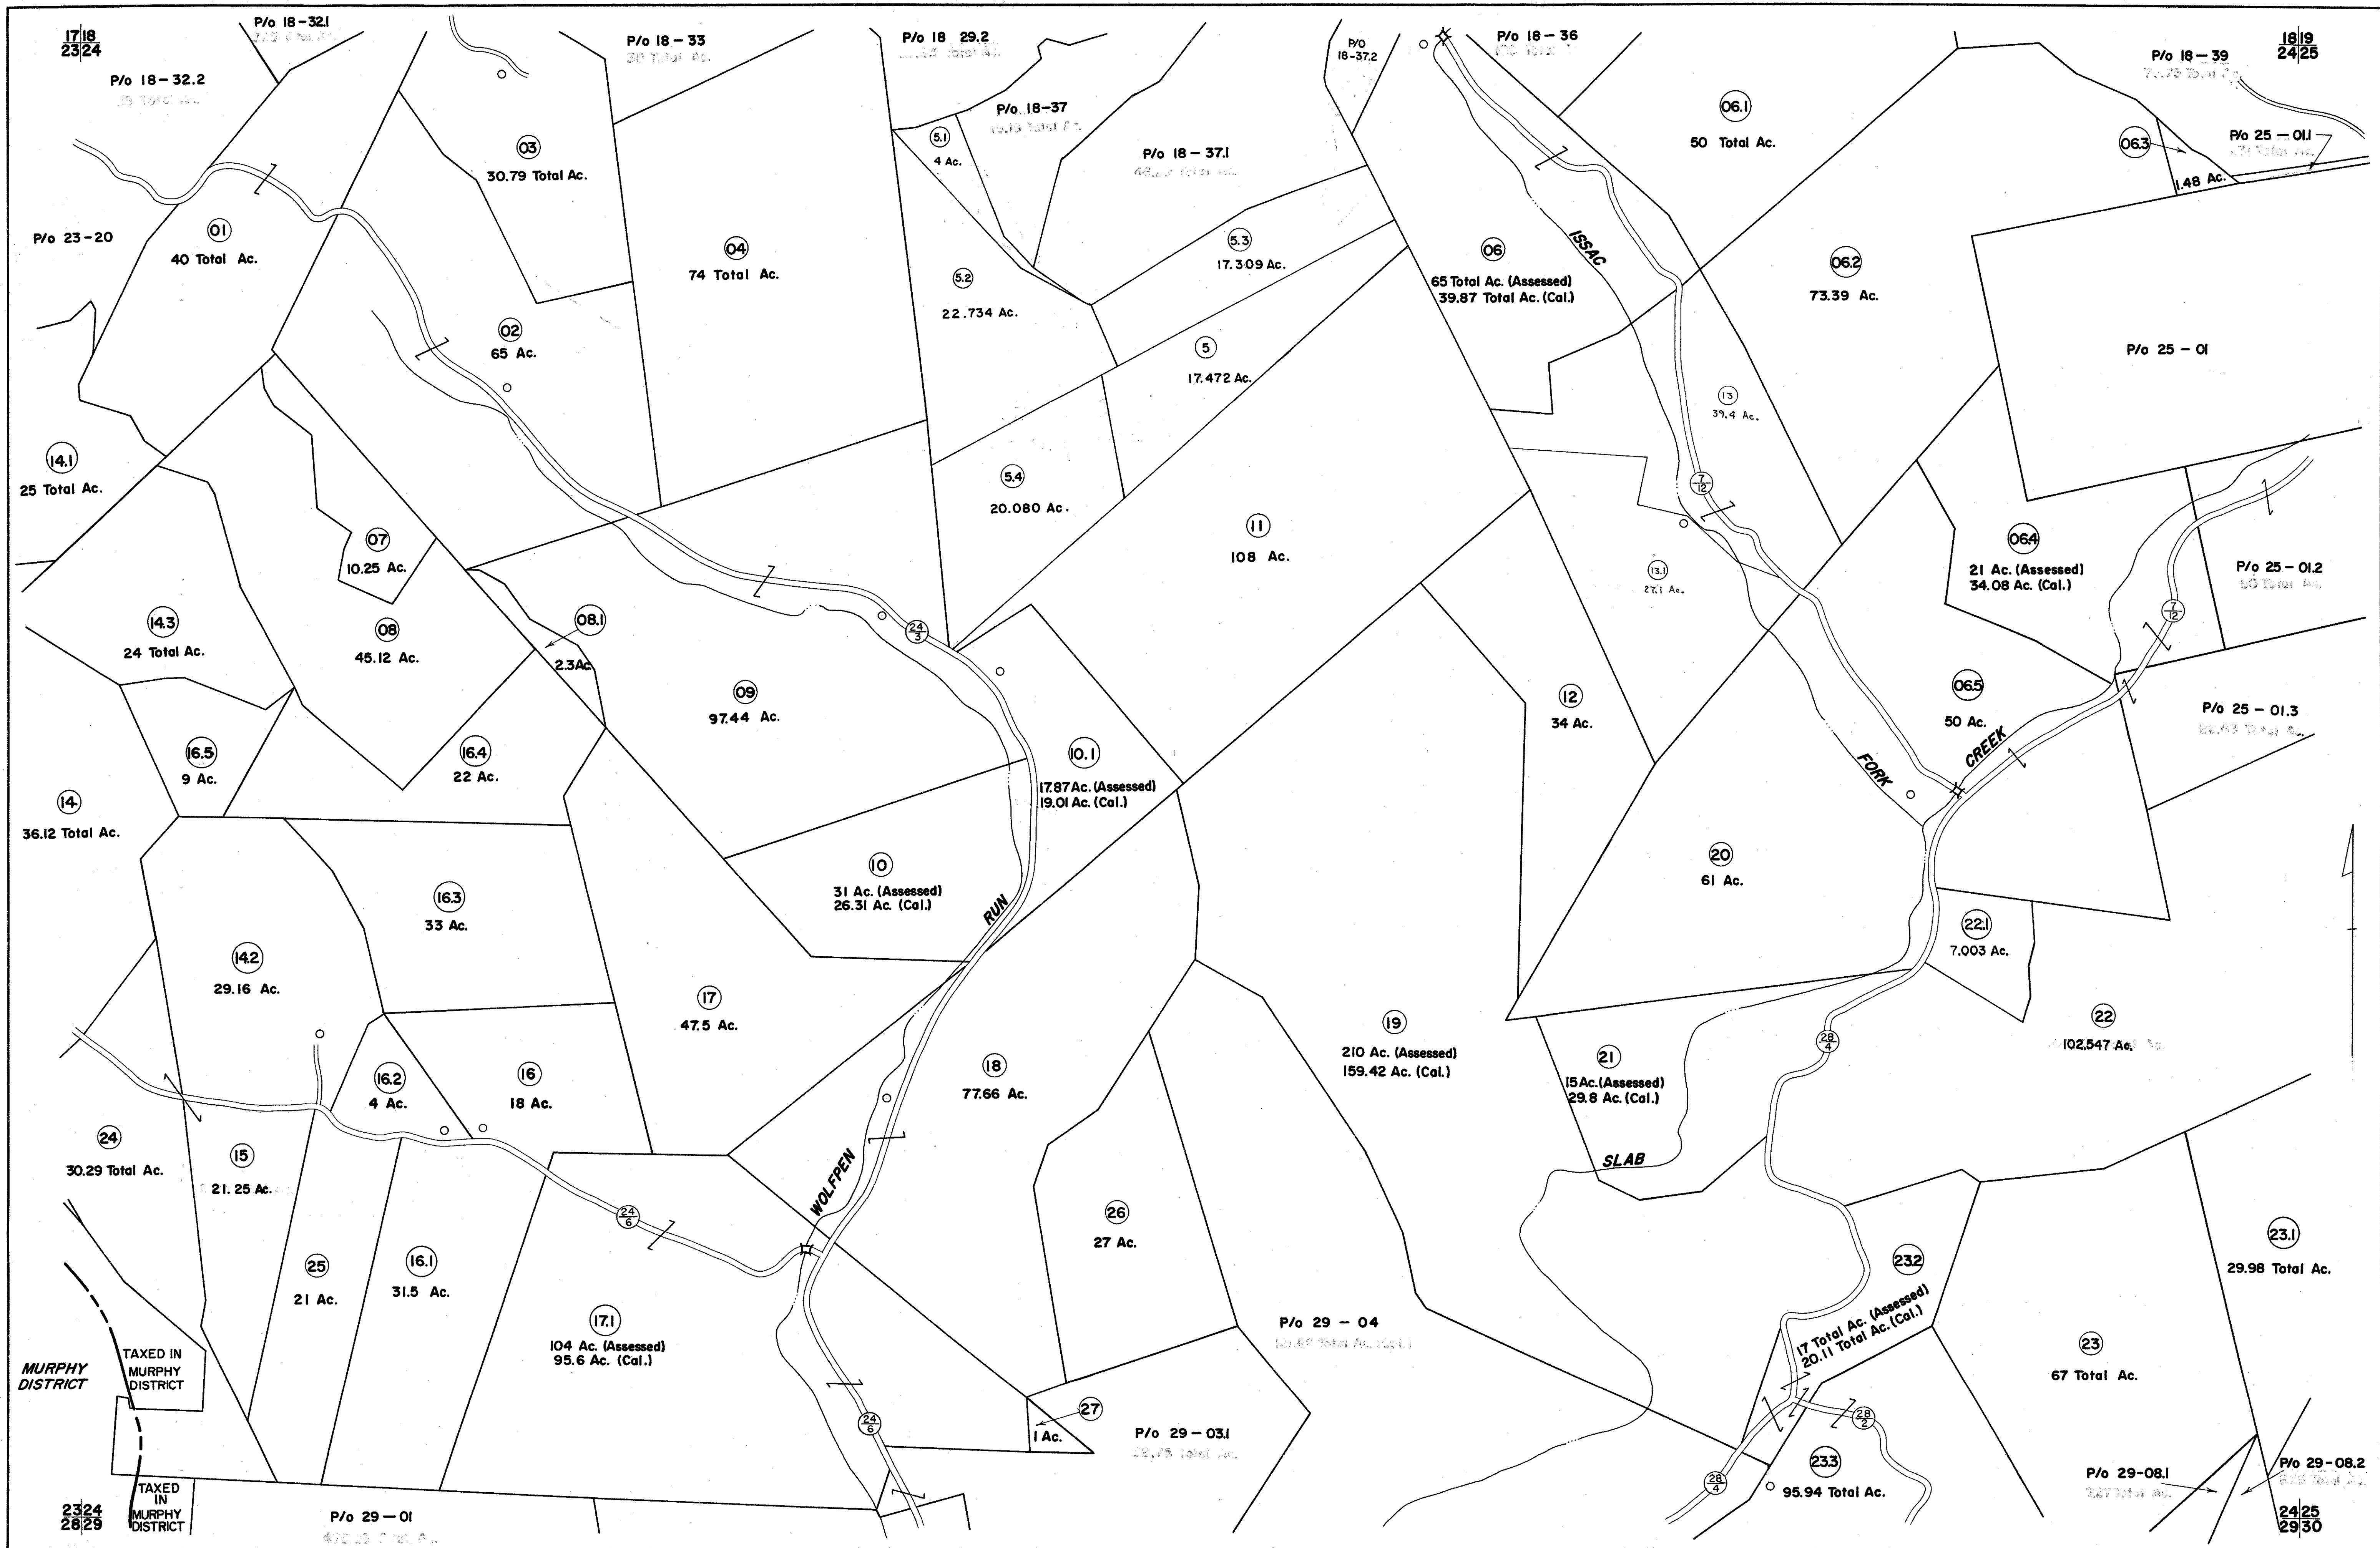 17 18
23 24
P/o 18-32.1
P/o 18-32.2
P/o 18-33
P/o 18 29.2
P/o 18-37
P/o 18-37.1
P/O
18-37.2
P/o 18-36
P/o 18-39
18 19
24 25
P/o 25-01.1
06.3
1.48 Ac.
06.1
50 Total Ac.
03
30.79 Total Ac.
5.1
4 Ac.
P/o 23-20
01
40 Total Ac.
04
74 Total Ac.
5.2
22.734 Ac.
5.3
17.309 Ac.
06
65 Total Ac. (Assessed)
39.87 Total Ac. (Cal.)
ISSAC
06.2
73.39 Ac.
P/o 25-01
02
65 Ac.
5
17.472 Ac.
13
39.4 Ac.
14.1
25 Total Ac.
5.4
20.080 Ac.
7
12
07
10.25 Ac.
11
108 Ac.
13.1
27.1 Ac.
06.4
21 Ac. (Assessed)
34.08 Ac. (Cal.)
P/o 25-01.2
7
12
14.3
24 Total Ac.
08
45.12 Ac.
08.1
2.3 Ac.
24
3
09
97.44 Ac.
12
34 Ac.
06.5
50 Ac.
P/o 25-01.3
CREEK
FORK
16.5
9 Ac.
16.4
22 Ac.
10.1
17.87 Ac. (Assessed)
19.01 Ac. (Cal.)
14
36.12 Total Ac.
10
31 Ac. (Assessed)
26.31 Ac. (Cal.)
RUN
20
61 Ac.
16.3
33 Ac.
22.1
7.003 Ac.
14.2
29.16 Ac.
17
47.5 Ac.
19
210 Ac. (Assessed)
159.42 Ac. (Cal.)
22
102.547 Ac.
28
4
21
15 Ac. (Assessed)
29.8 Ac. (Cal.)
16.2
4 Ac.
16
18 Ac.
18
77.66 Ac.
24
30.29 Total Ac.
15
21.25 Ac.
SLAB
WOLFPEN
24
6
26
27 Ac.
23.1
29.98 Total Ac.
23.2
17 Total Ac. (Assessed)
20.11 Total Ac. (Cal.)
25
21 Ac.
16.1
31.5 Ac.
17.1
104 Ac. (Assessed)
95.6 Ac. (Cal.)
P/o 29-04
23
67 Total Ac.
MURPHY
DISTRICT
TAXED IN
MURPHY
DISTRICT
27
1 Ac.
24
6
P/o 29-03.1
28
2
23.3
95.94 Total Ac.
28
4
P/o 29-08.1
P/o 29-08.2
TAXED
IN
MURPHY
DISTRICT
23 24
28 29
P/o 29-01
24 25
29 30